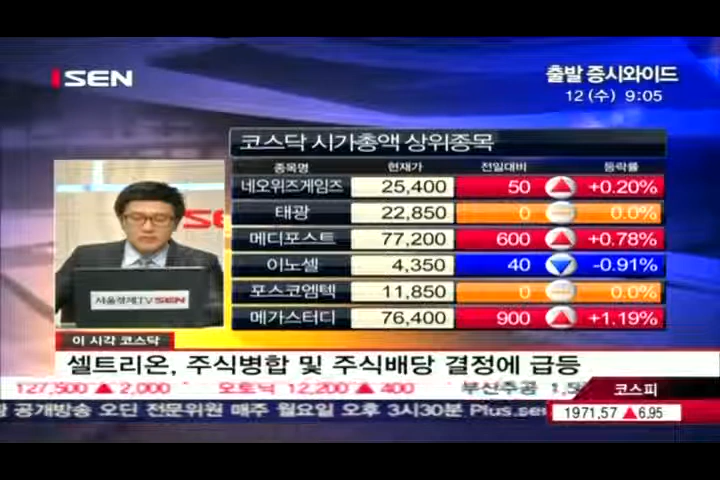 SEN
출발 증시와이드
12 (수) 9:05
코스닥 시가총액 상위종목
종목명 현재가 전일대비 등락률
네오위즈게임즈 25,400 50 ▲ +0.20%
태광 22,850 0 0.0%
메디포스트 77,200 600 ▲ +0.78%
이노셀 4,350 40 ▼ -0.91%
포스코엠텍 11,850 0 0.0%
메가스터디 76,400 900 ▲ +1.19%
SEN
서울경제TV SEN
이 시각 코스닥
셀트리온, 주식병합 및 주식배당 결정에 급등
127,500 ▲ 2,000 오토닉 12,200 ▲ 400 부산주공
코스피
공개방송 오딘 전문위원 매주 월요일 오후 3시30분 Plus.se
1971.57 ▲6.95